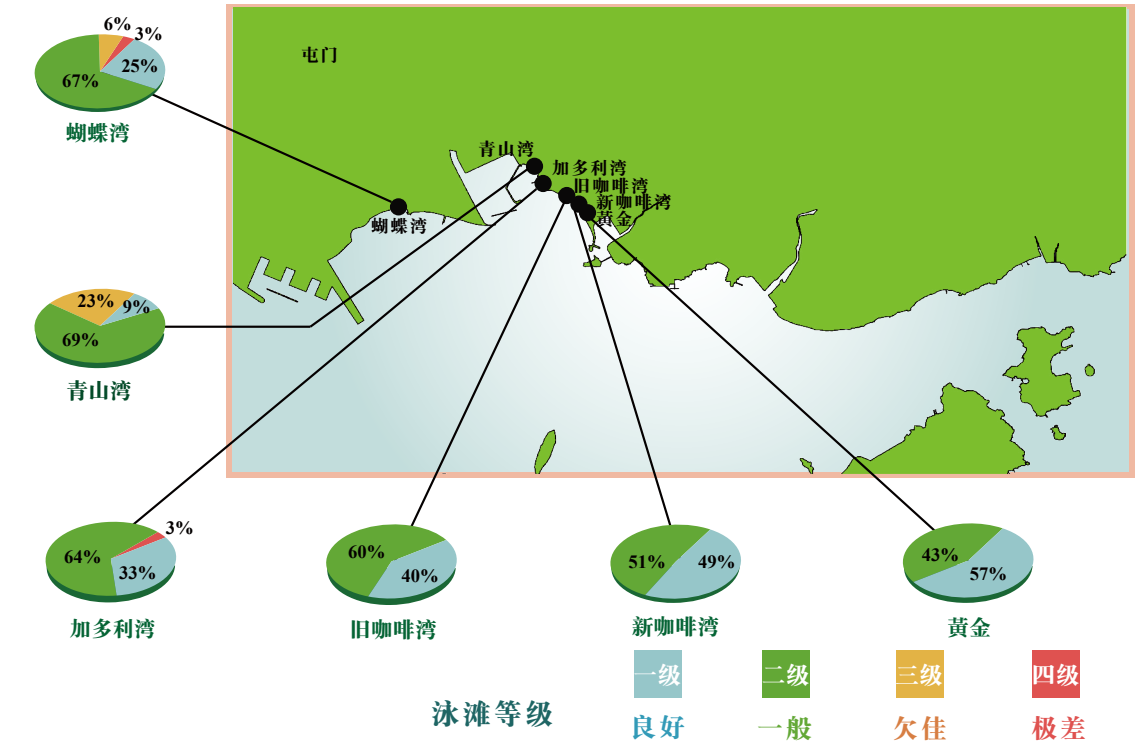 6%
3%
25%
67%
蝴蝶湾
屯门
青山湾
加多利湾
旧咖啡湾
新咖啡湾
黄金
蝴蝶湾
23%
9%
69%
青山湾
3%
64%
33%
加多利湾
60%
40%
旧咖啡湾
51%
49%
新咖啡湾
43%
57%
黄金
泳滩等级
一级
二级
三级
四级
良好
一般
欠佳
极差